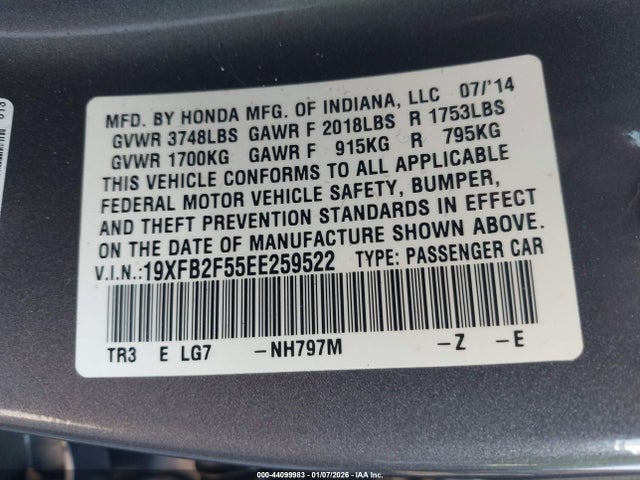 MFD. BY HONDA MFG. OF INDIANA, LLC 07/'14
GVWR 3748LBS GAWR F 2018LBS R 1753LBS
GVWR 1700KG GAWR F 915KG R 795KG
THIS VEHICLE CONFORMS TO ALL APPLICABLE
FEDERAL MOTOR VEHICLE SAFETY, BUMPER,
AND THEFT PREVENTION STANDARDS IN EFFECT
ON THE DATE OF MANUFACTURE SHOWN ABOVE.
V.I.N.:19XFB2F55EE259522 TYPE: PASSENGER CAR
TR3 E LG7 -NH797M -Z -E
000-44099983 - 01/07/2026 - IAA Inc.